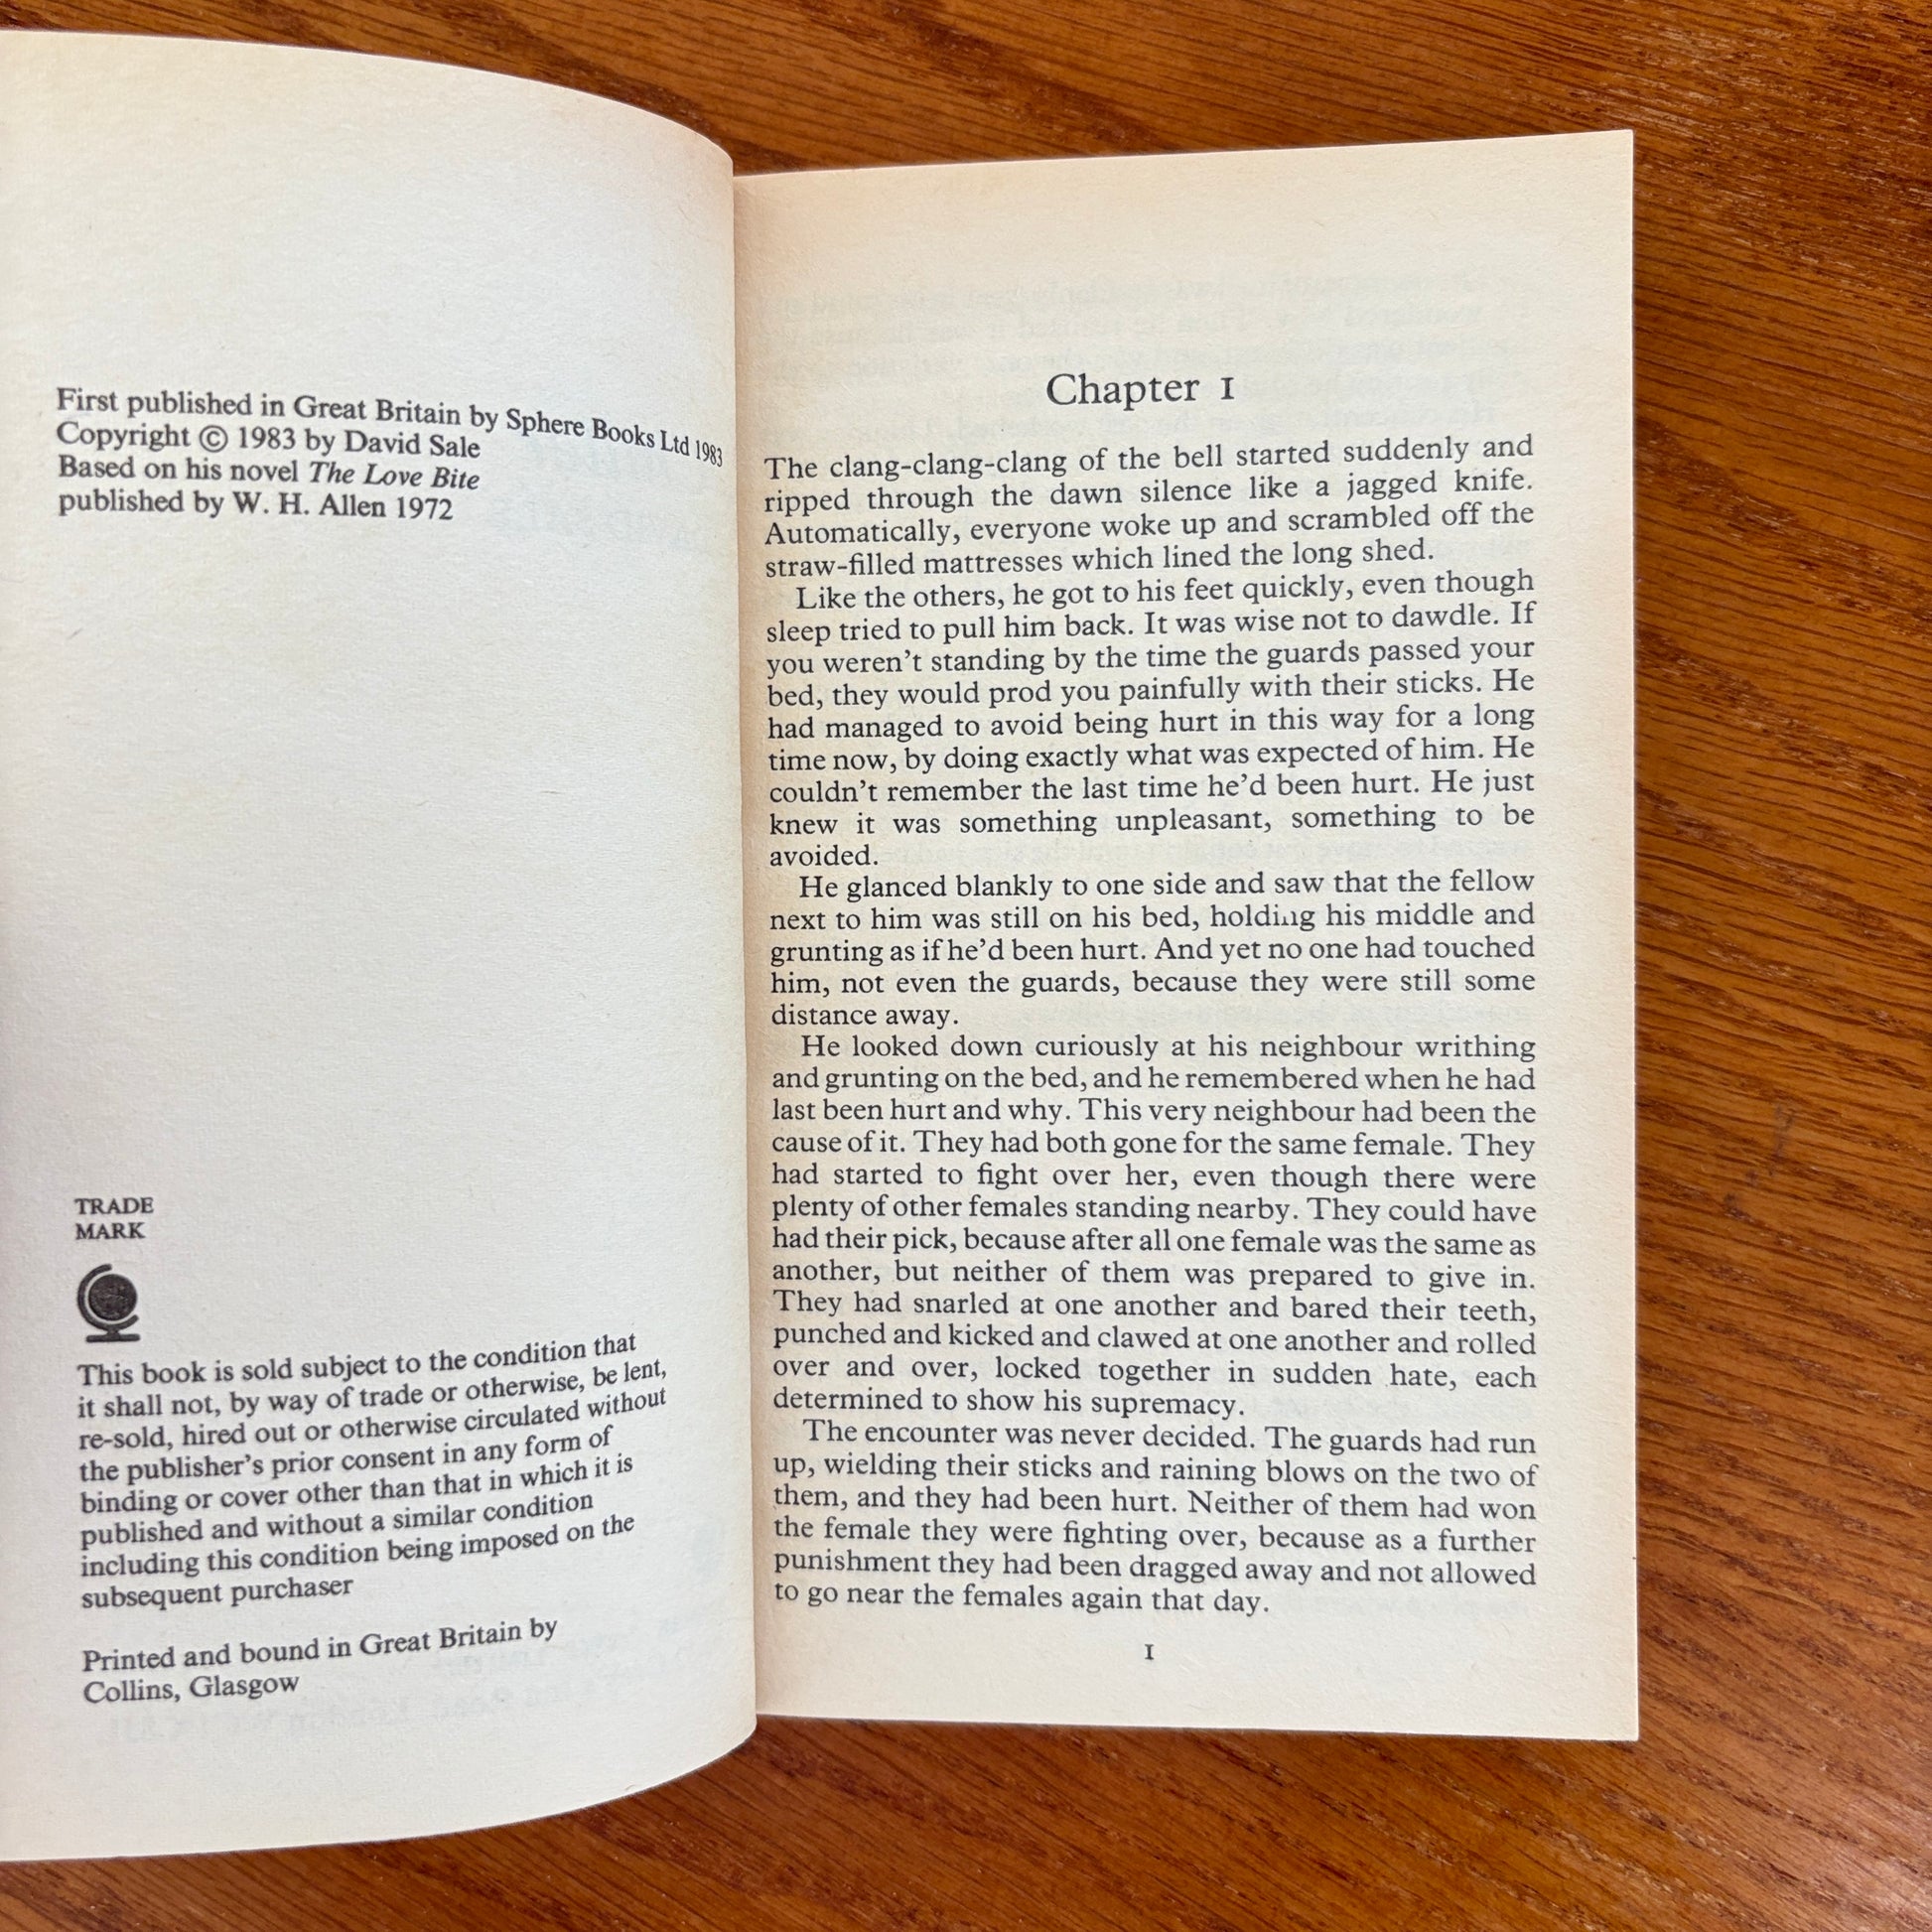 First published in Great Britain by Sphere Books Ltd 1983
Copyright © 1983 by David Sale
Based on his novel The Love Bite
published by W. H. Allen 1972
TRADE
MARK
This book is sold subject to the condition that
it shall not, by way of trade or otherwise, be lent,
re-sold, hired out or otherwise circulated without
the publisher's prior consent in any form of
binding or cover other than that in which it is
published and without a similar condition
including this condition being imposed on the
subsequent purchaser
Printed and bound in Great Britain by
Collins, Glasgow
Chapter 1
The clang-clang-clang of the bell started suddenly and
ripped through the dawn silence like a jagged knife.
Automatically, everyone woke up and scrambled off the
straw-filled mattresses which lined the long shed.
Like the others, he got to his feet quickly, even though
sleep tried to pull him back. It was wise not to dawdle. If
you weren't standing by the time the guards passed your
bed, they would prod you painfully with their sticks. He
had managed to avoid being hurt in this way for a long
time now, by doing exactly what was expected of him. He
couldn't remember the last time he'd been hurt. He just
knew it was something unpleasant, something to be
avoided.
He glanced blankly to one side and saw that the fellow
next to him was still on his bed, holding his middle and
grunting as if he'd been hurt. And yet no one had touched
him, not even the guards, because they were still some
distance away.
He looked down curiously at his neighbour writhing
and grunting on the bed, and he remembered when he had
last been hurt and why. This very neighbour had been the
cause of it. They had both gone for the same female. They
had started to fight over her, even though there were
plenty of other females standing nearby. They could have
had their pick, because after all one female was the same as
another, but neither of them was prepared to give in.
They had snarled at one another and bared their teeth,
punched and kicked and clawed at one another and rolled
over and over, locked together in sudden hate, each
determined to show his supremacy.
The encounter was never decided. The guards had run
up, wielding their sticks and raining blows on the two of
them, and they had been hurt. Neither of them had won
the female they were fighting over, because as a further
punishment they had been dragged away and not allowed
to go near the females again that day.
1